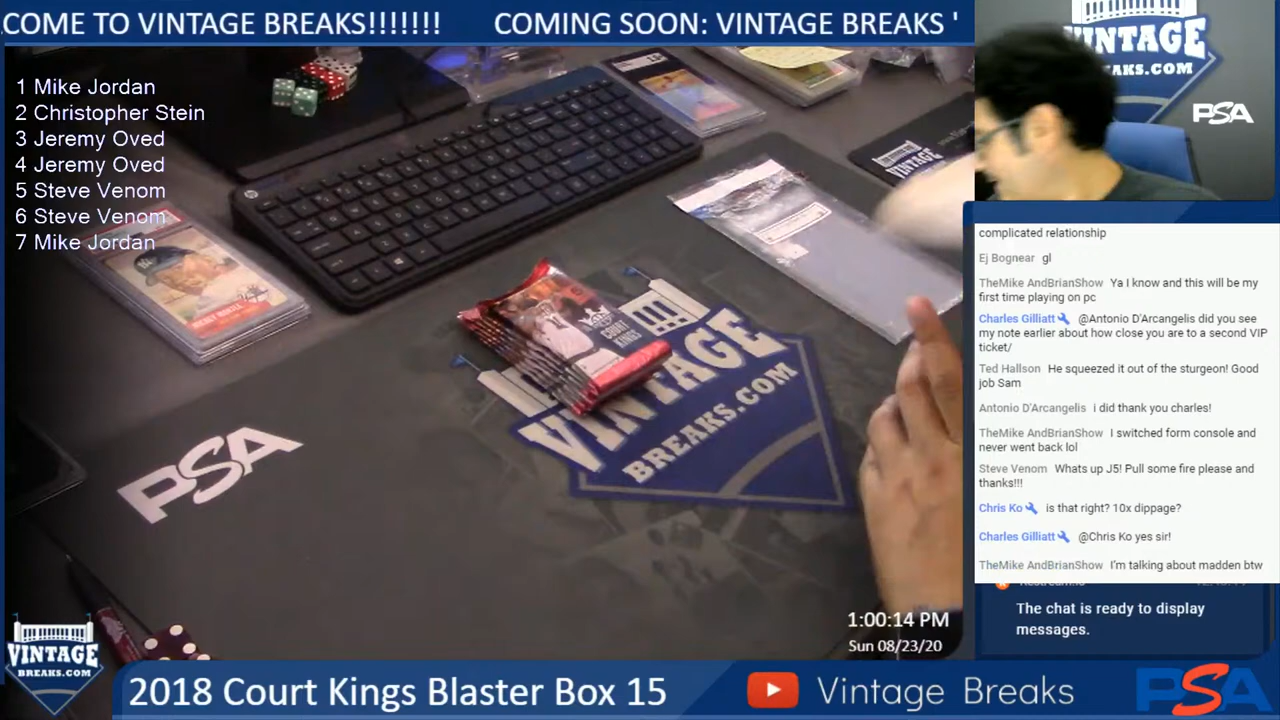 COME TO VINTAGE BREAKS!!!!!!! COMING SOON: VINTAGE BREAKS '
1 Mike Jordan
2 Christopher Stein
3 Jeremy Oved
4 Jeremy Oved
5 Steve Venom
6 Steve Venom
7 Mike Jordan
VINTAGE
BREAKS.COM
PSA
VINTAGE
COURT
KINGS
VINTAGE
BREAKS.COM
PSA
complicated relationship
Ej Bognear gl
TheMike AndBrianShow Ya I know and this will be my
first time playing on pc
Charles Gilliatt @Antonio D'Arcangelis did you see
my note earlier about how close you are to a second VIP
ticket/
Ted Hallson He squeezed it out of the sturgeon! Good
job Sam
Antonio D'Arcangelis i did thank you charles!
TheMike AndBrianShow I switched form console and
never went back lol
Steve Venom Whats up J5! Pull some fire please and
thanks!!!
Chris Ko is that right? 10x dippage?
Charles Gilliatt @Chris Ko yes sir!
TheMike AndBrianShow I'm talking about madden btw
The chat is ready to display
messages.
1:00:14 PM
Sun 08/23/20
VINTAGE
BREAKS.COM
2018 Court Kings Blaster Box 15
Vintage Breaks
PSA